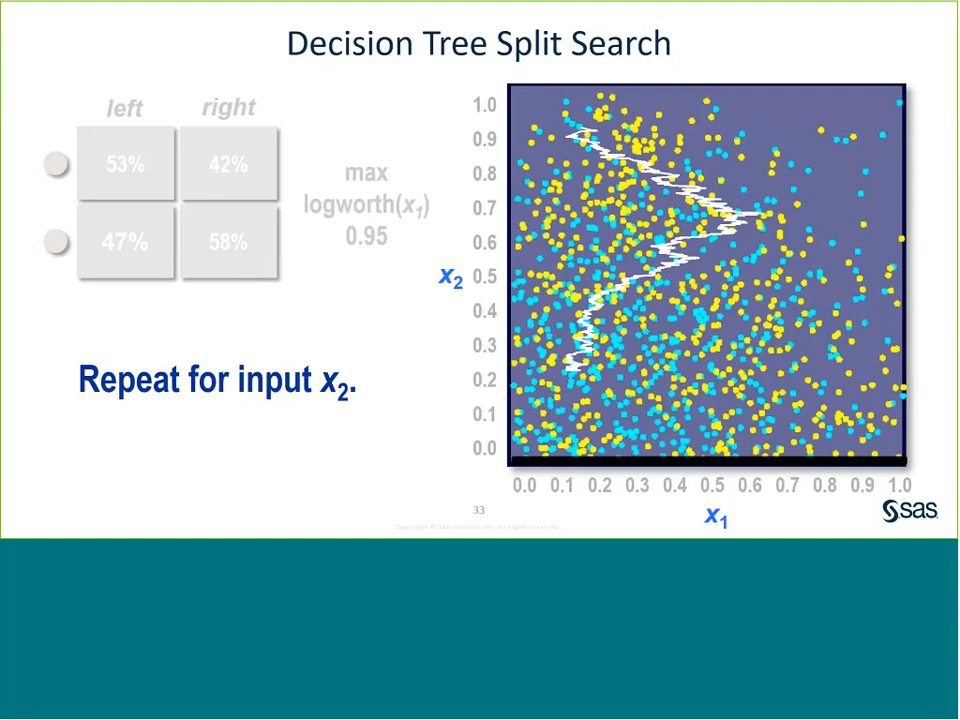 Decision Tree Split Search
left right
53% 42%
47% 58%
max
logworth(x1)
0.95
Repeat for input x2.
x2
1.0
0.9
0.8
0.7
0.6
0.5
0.4
0.3
0.2
0.1
0.0
0.0 0.1 0.2 0.3 0.4 0.5 0.6 0.7 0.8 0.9 1.0
x1
33
sas